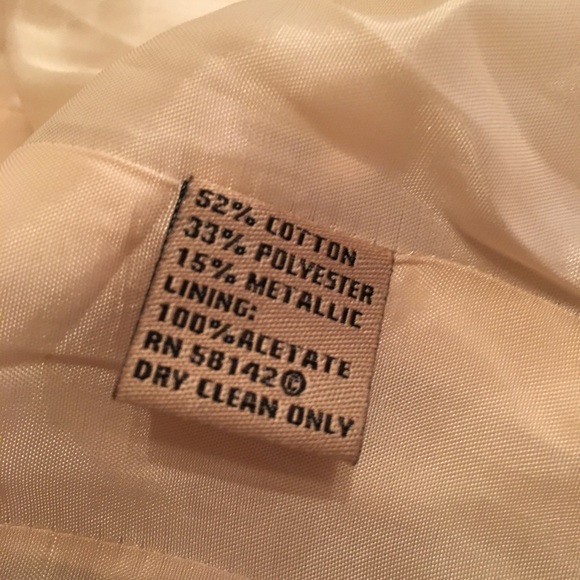 52% COTTON
33% POLYESTER
15% METALLIC
LINING:
100%ACETATE
RN 58142©
DRY CLEAN ONLY